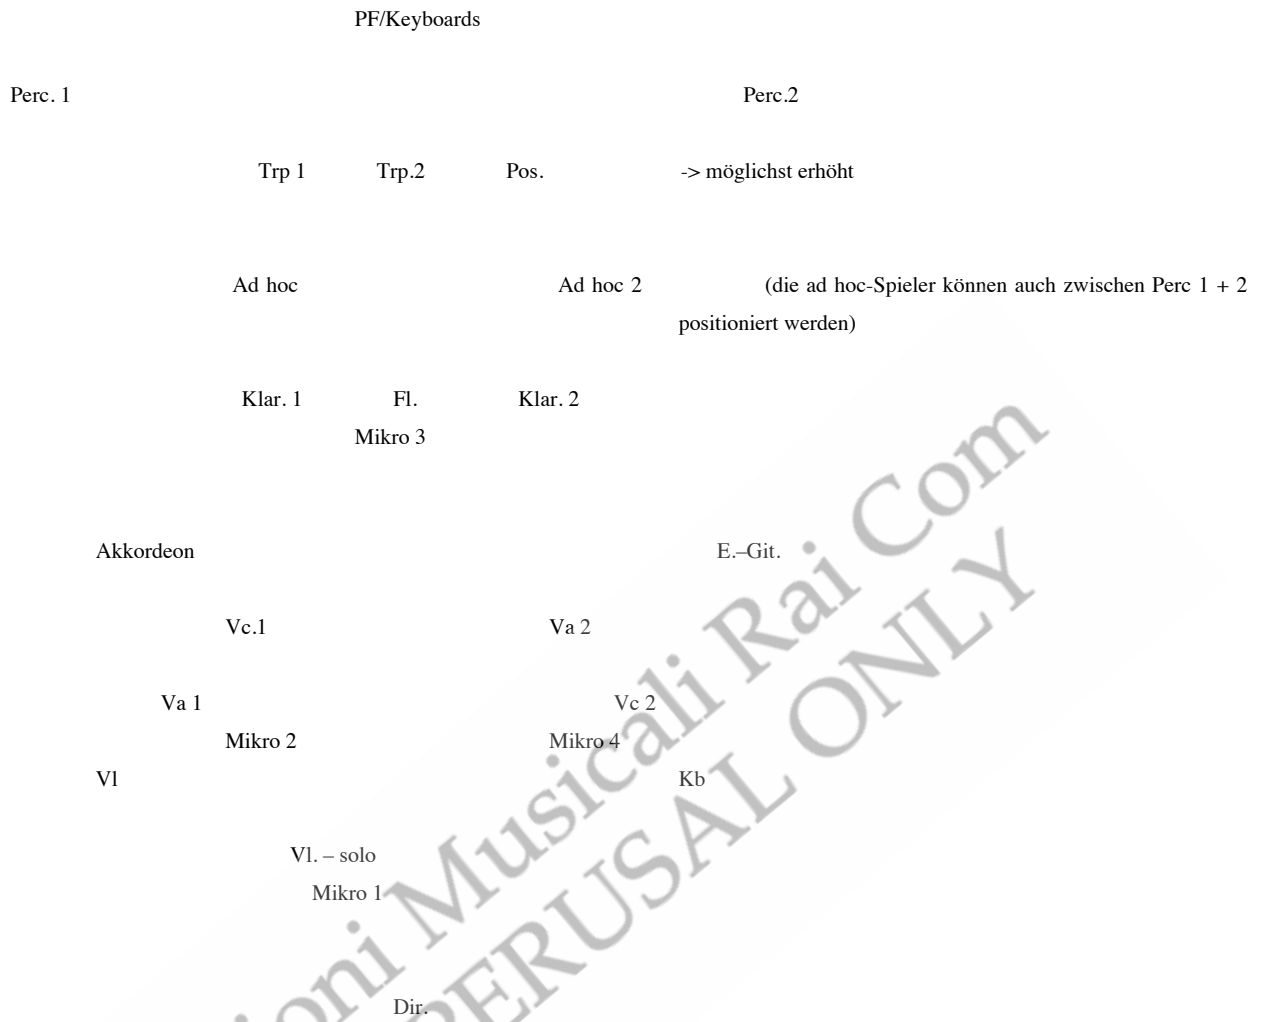 PF/Keyboards
Perc. 1 Perc.2
Trp 1 Trp.2 Pos. -> möglichst erhöht
Ad hoc Ad hoc 2 (die ad hoc-Spieler können auch zwischen Perc 1 + 2
positioniert werden)
Klar. 1 Fl. Klar. 2
Mikro 3
Akkordeon E.–Git.
Vc.1 Va 2
Va 1 Vc 2
Mikro 2 Mikro 4
Vl Kb
Vl. – solo
Mikro 1
Dir.
Musicali Rai Com
PERUSAL ONLY